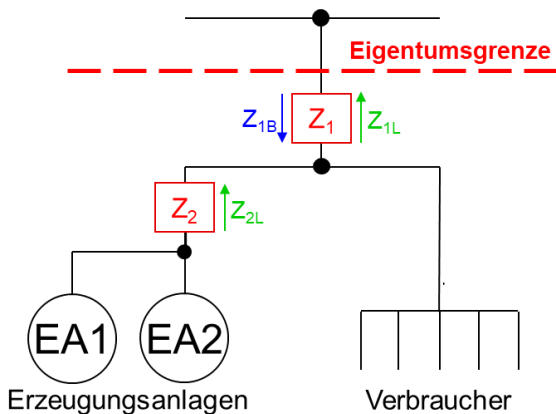 Eigentumsgrenze
Z1B Z1 Z1L
Z2 Z2L
EA1 EA2
Erzeugungsanlagen Verbraucher